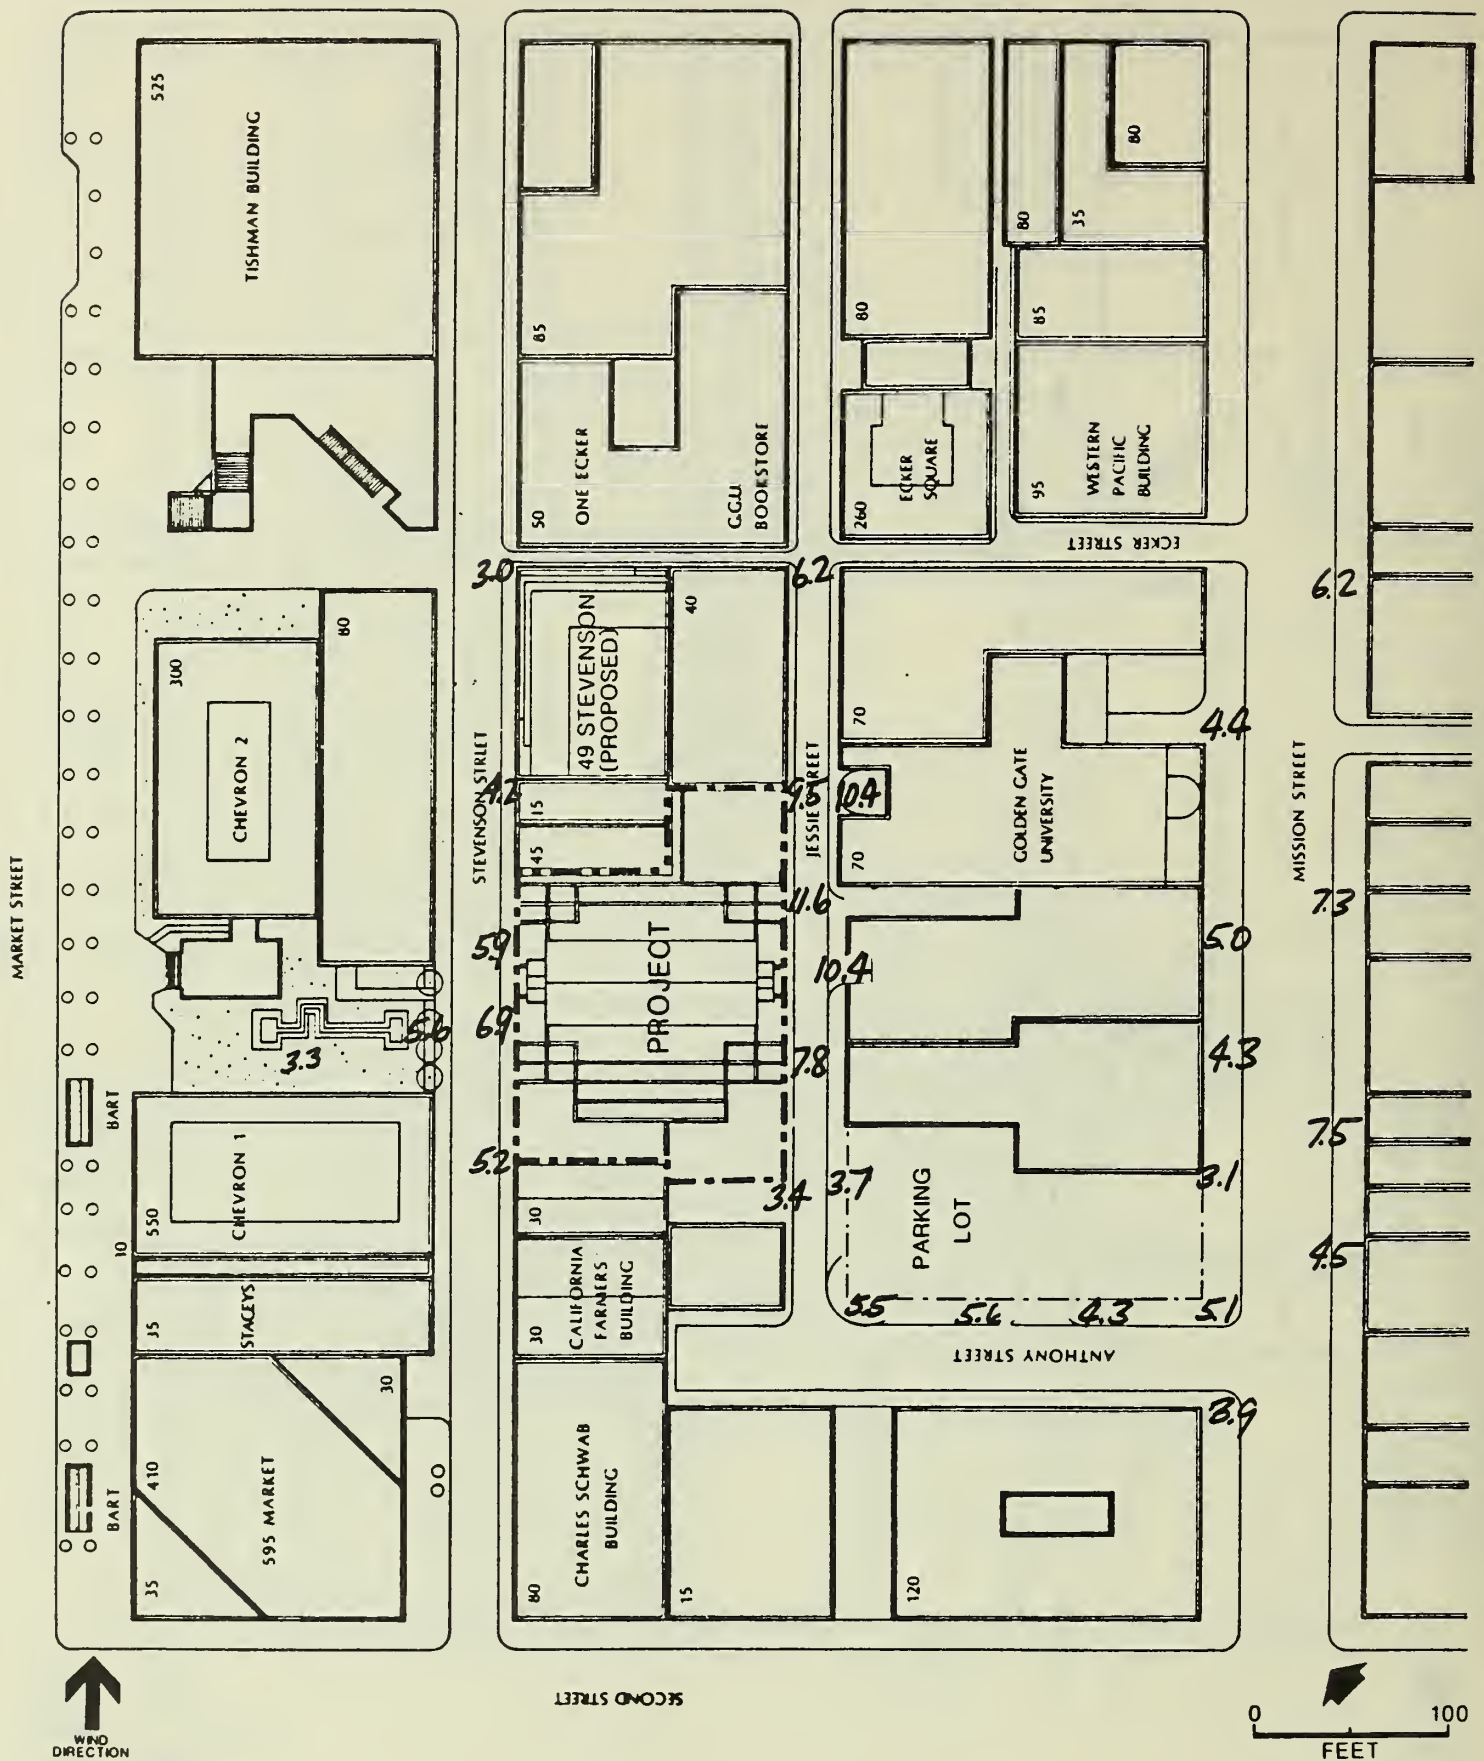 MARKET STREET
525
TISHMAN BUILDING
300
80
CHEVRON 2
5.6
3.3
BART
550
CHEVRON 1
10
35
STACEYS
30
410
595 MARKET
35
BART
STEVENSON STREET
85
50
ONE ECKER
G.G.U.
BOOKSTORE
3.0
6.2
49 STEVENSON
(PROPOSED)
40
4.2
15
9.5
45
11.6
5.9
PROJECT
6.9
7.8
5.2
3.4
30
CALIFORNIA
FARMERS
BUILDING
30
CHARLES SCHWAB
BUILDING
80
15
120
3.9
JESSIE STREET
80
80
80
35
85
ECKER
SQUARE
260
WESTERN
PACIFIC
BUILDING
95
ECKER STREET
70
4.4
10.4
GOLDEN GATE
UNIVERSITY
70
5.0
10.4
4.3
3.7
3.1
PARKING
LOT
5.5
5.6
4.3
5.1
ANTHONY STREET
MISSION STREET
6.2
7.3
7.5
4.5
SECOND STREET
WIND
DIRECTION
0
100
FEET